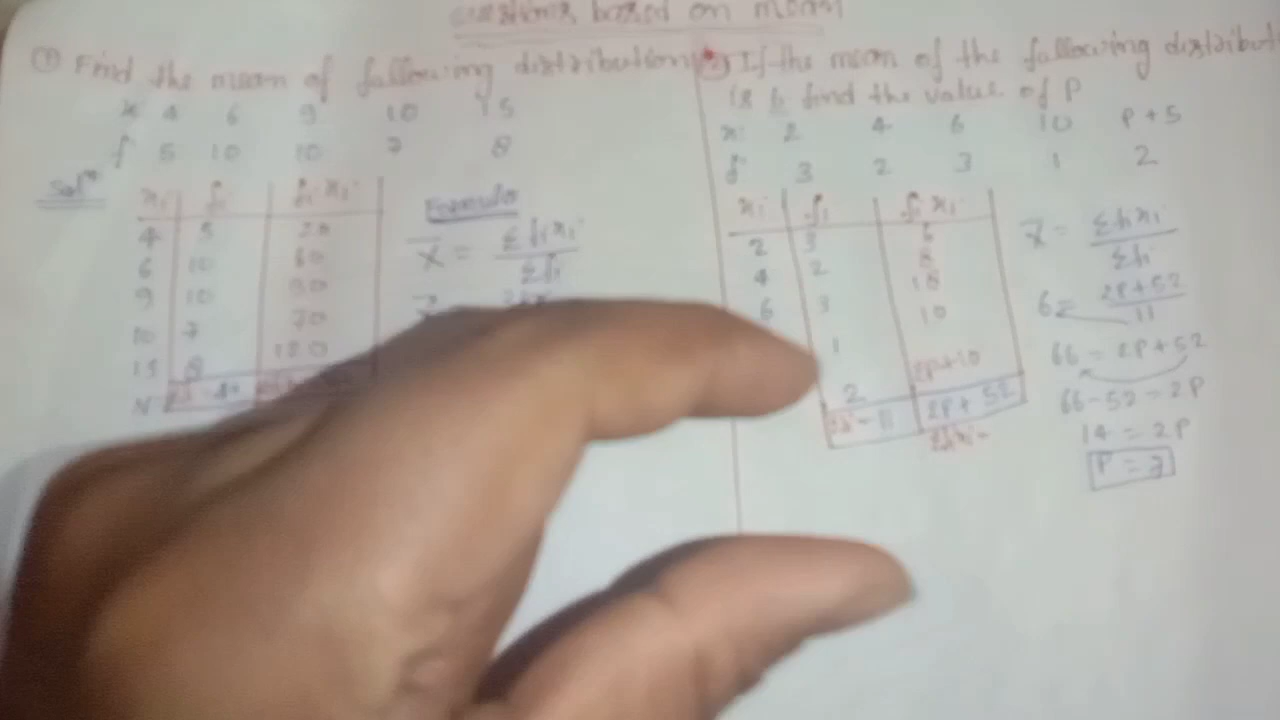 questions based on mean
① Find the mean of following distribution
x 4 6 9 10 15
f 5 10 10 7 8
Solⁿ
xi fi fi xi
4 5 20
6 10 60
9 10 90
10 7 70
15 8 120
N
Formula
x̄ = Σfixi
Σfi
If the mean of the following distribut
is 6 find the value of P
x: 2 4 6 10 P+5
f: 3 2 3 1 2
xi fi fi xi
2 3 6
4 2 8
6 3 18
1 10
2 2P+10
Σfi - 11 2P+52
Σfixi -
x̄ = Σfixi
Σfi
6 = 2P+52
11
66 = 2P+52
66-52 = 2P
14 = 2P
P = 7